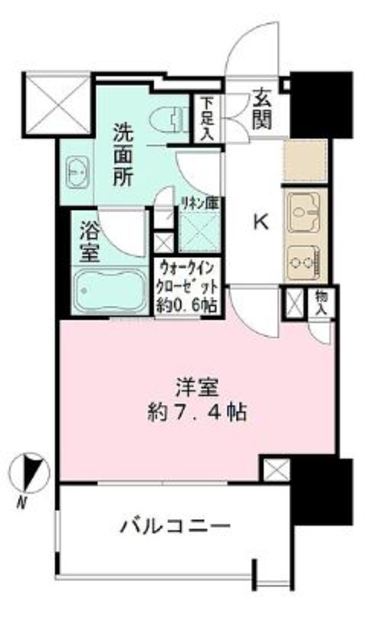 玄関
下足入
洗面所
リネン庫
K
浴室
ウォークイン
クローゼット
約0.6帖
物入
洋室
約7.4帖
バルコニー
N